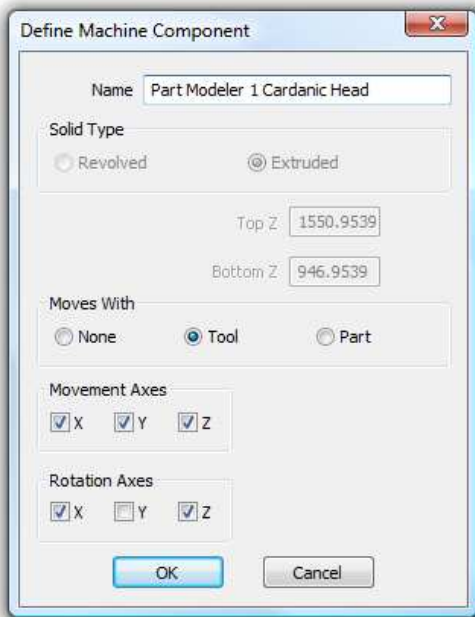 Define Machine Component
Name Part Modeler 1 Cardanic Head
Solid Type
Revolved Extruded
Top Z 1550.9539
Bottom Z 946.9539
Moves With
None Tool Part
Movement Axes
X Y Z
Rotation Axes
X Y Z
OK Cancel